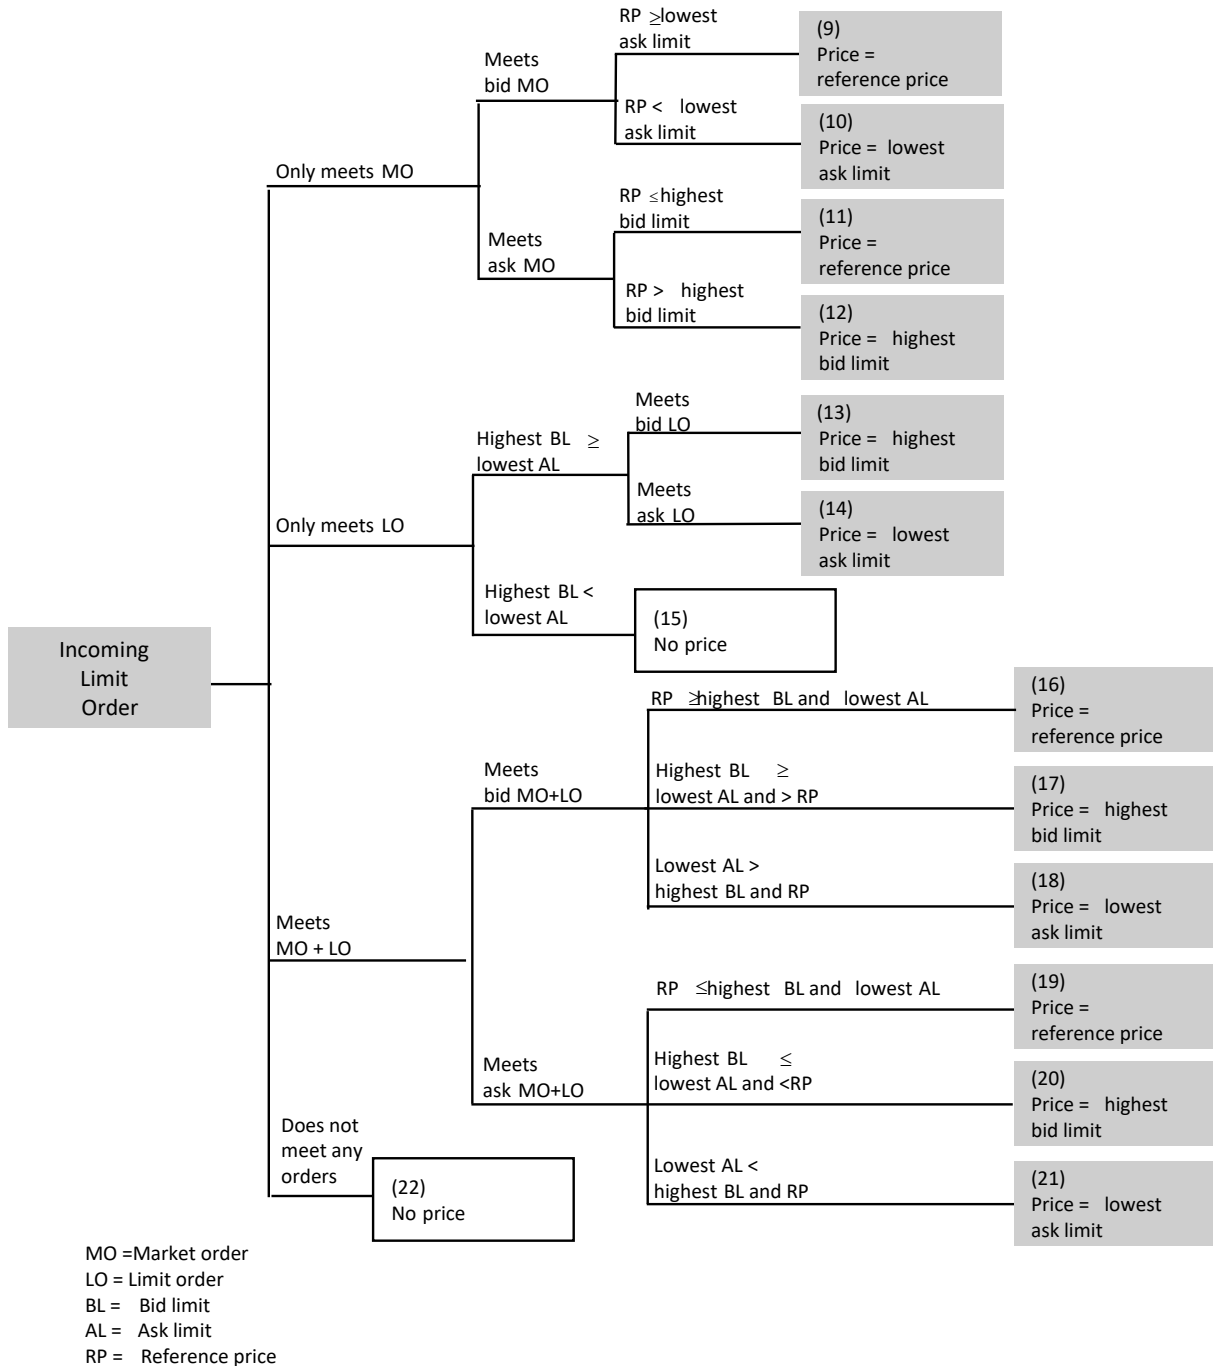 RP ≥lowest
ask limit
(9)
Price =
reference price
Meets
bid MO
RP < lowest
ask limit
(10)
Price = lowest
ask limit
Only meets MO
RP ≤highest
bid limit
(11)
Price =
reference price
Meets
ask MO
RP > highest
bid limit
(12)
Price = highest
bid limit
Meets
bid LO
(13)
Price = highest
bid limit
Highest BL ≥
lowest AL
Meets
ask LO
(14)
Price = lowest
ask limit
Only meets LO
Highest BL <
lowest AL
(15)
No price
Incoming
Limit
Order
RP ≥highest BL and lowest AL
(16)
Price =
reference price
Meets
bid MO+LO
Highest BL ≥
lowest AL and > RP
(17)
Price = highest
bid limit
Lowest AL >
highest BL and RP
(18)
Price = lowest
ask limit
Meets
MO + LO
RP ≤highest BL and lowest AL
(19)
Price =
reference price
Meets
ask MO+LO
Highest BL ≤
lowest AL and <RP
(20)
Price = highest
bid limit
Lowest AL <
highest BL and RP
(21)
Price = lowest
ask limit
Does not
meet any
orders
(22)
No price
MO =Market order
LO = Limit order
BL = Bid limit
AL = Ask limit
RP = Reference price